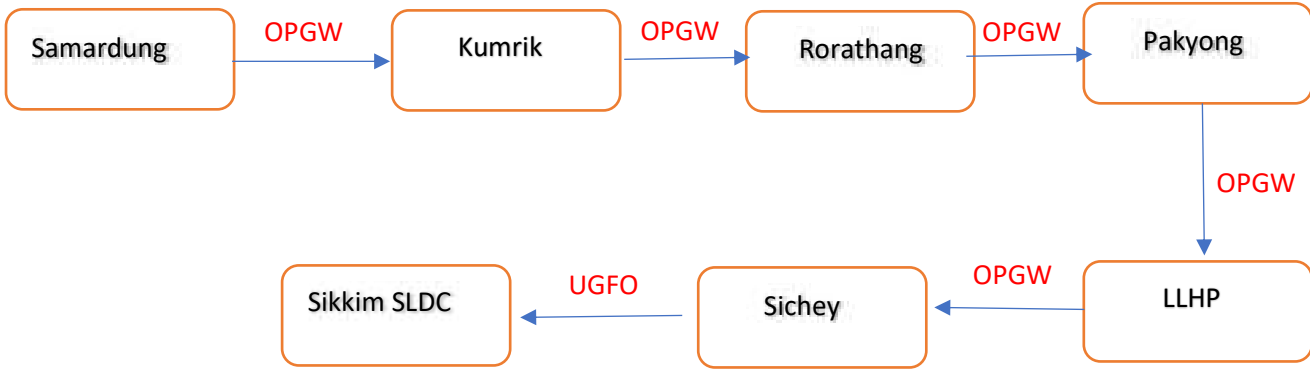 Samardung
OPGW
Kumrik
OPGW
Rorathang
OPGW
Pakyong
OPGW
LLHP
OPGW
Sichey
UGFO
Sikkim SLDC